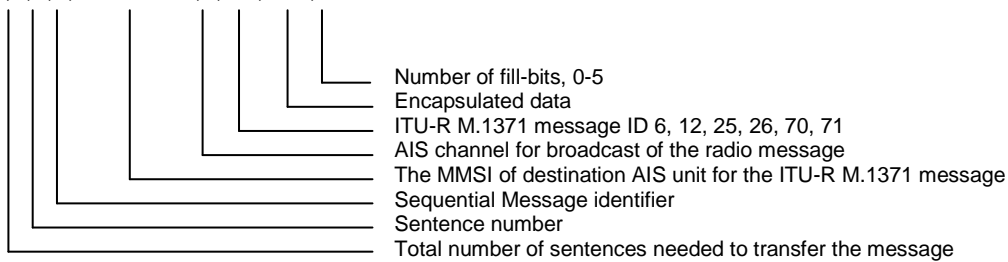 Number of fill-bits, 0-5
Encapsulated data
ITU-R M.1371 message ID 6, 12, 25, 26, 70, 71
AIS channel for broadcast of the radio message
The MMSI of destination AIS unit for the ITU-R M.1371 message
Sequential Message identifier
Sentence number
Total number of sentences needed to transfer the message